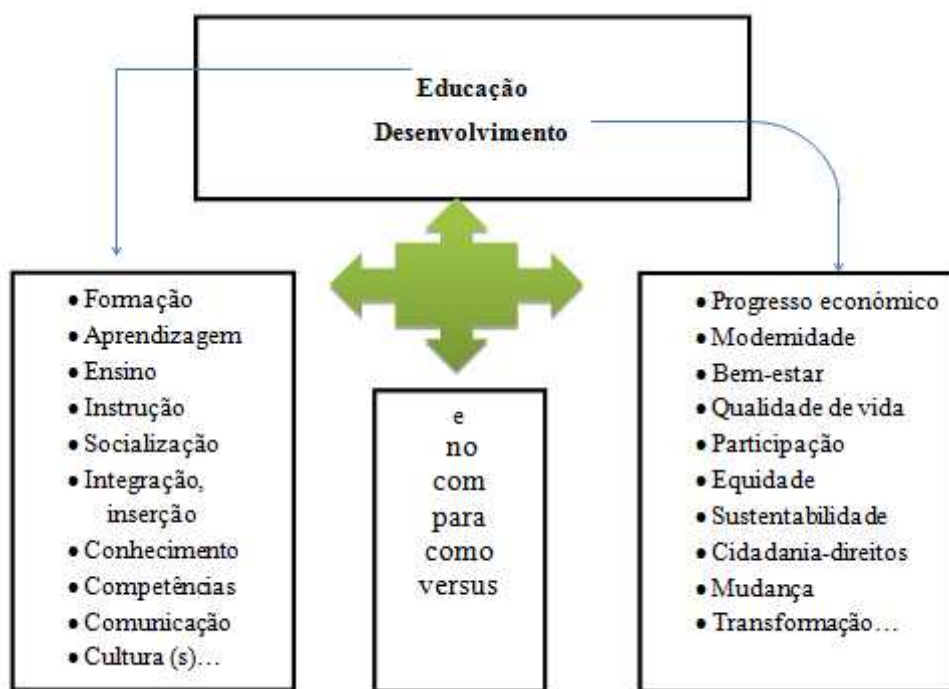 Educação
Desenvolvimento
• Formação
• Aprendizagem
• Ensino
• Instrução
• Socialização
• Integração,
inserção
• Conhecimento
• Competências
• Comunicação
• Cultura (s)…
e
no
com
para
como
versus
• Progresso económico
• Modernidade
• Bem-estar
• Qualidade de vida
• Participação
• Equidade
• Sustentabilidade
• Cidadania-direitos
• Mudança
• Transformação…